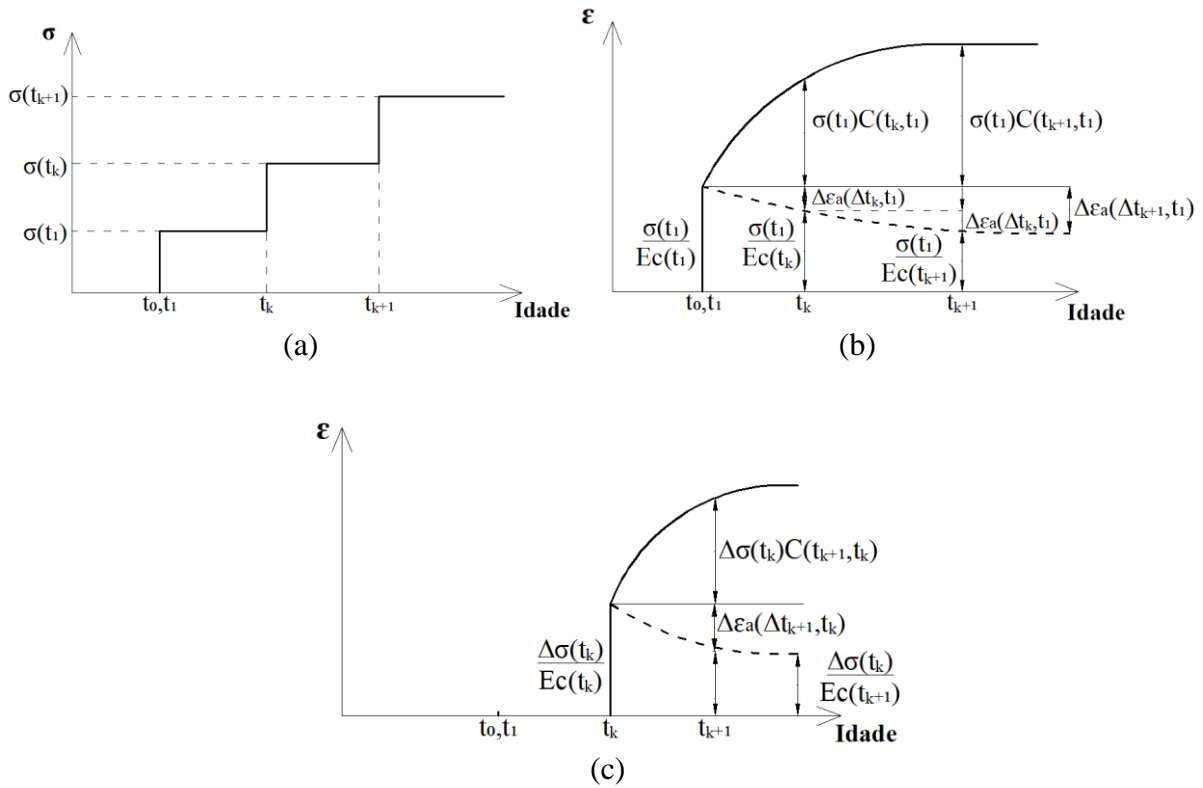 σ
σ(tk+1)
σ(tk)
σ(t1)
t0,t1
tk
tk+1
Idade
(a)
ε
σ(t1)C(tk,t1)
σ(t1)C(tk+1,t1)
Δεa(Δtk,t1)
Δεa(Δtk,t1)
Δεa(Δtk+1,t1)
σ(t1)
Ec(t1)
σ(t1)
Ec(tk)
σ(t1)
Ec(tk+1)
t0,t1
tk
tk+1
Idade
(b)
ε
Δσ(tk)C(tk+1,tk)
Δεa(Δtk+1,tk)
Δσ(tk)
Ec(tk)
Δσ(tk)
Ec(tk+1)
t0,t1
tk
tk+1
Idade
(c)